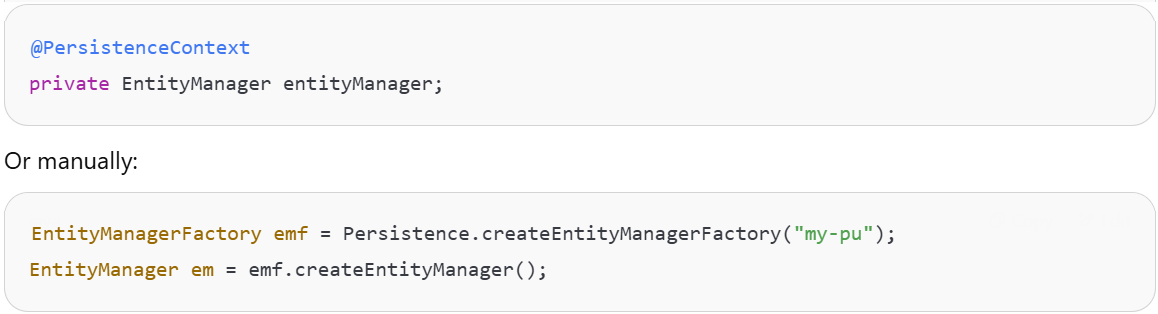 @PersistenceContext
private EntityManager entityManager;
Or manually:
EntityManagerFactory emf = Persistence.createEntityManagerFactory("my-pu");
EntityManager em = emf.createEntityManager();